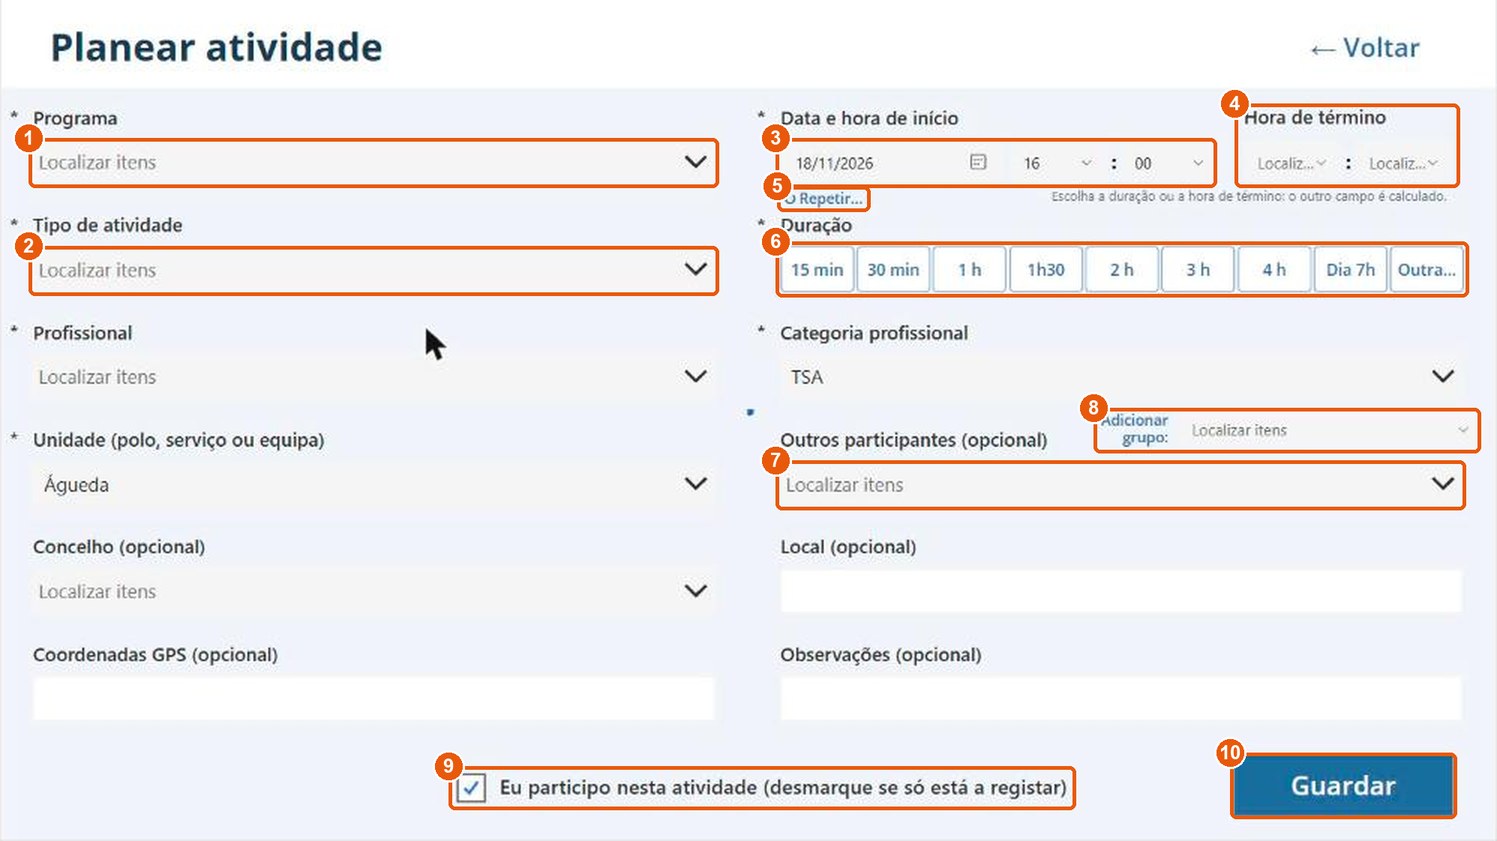 Planear atividade
← Voltar
* Programa
1
Localizar itens
* Data e hora de início
3
18/11/2026 16 : 00
4
Hora de término
Localiz... : Localiz...
5
Repetir...
Escolha a duração ou a hora de término: o outro campo é calculado.
* Tipo de atividade
2
Localizar itens
* Duração
6
15 min 30 min 1 h 1h30 2 h 3 h 4 h Dia 7h Outra...
* Profissional
Localizar itens
* Categoria profissional
TSA
* Unidade (polo, serviço ou equipa)
Águeda
Outros participantes (opcional)
8
Adicionar
grupo:
Localizar itens
7
Localizar itens
Concelho (opcional)
Localizar itens
Local (opcional)
Coordenadas GPS (opcional)
Observações (opcional)
9
Eu participo nesta atividade (desmarque se só está a registar)
10
Guardar